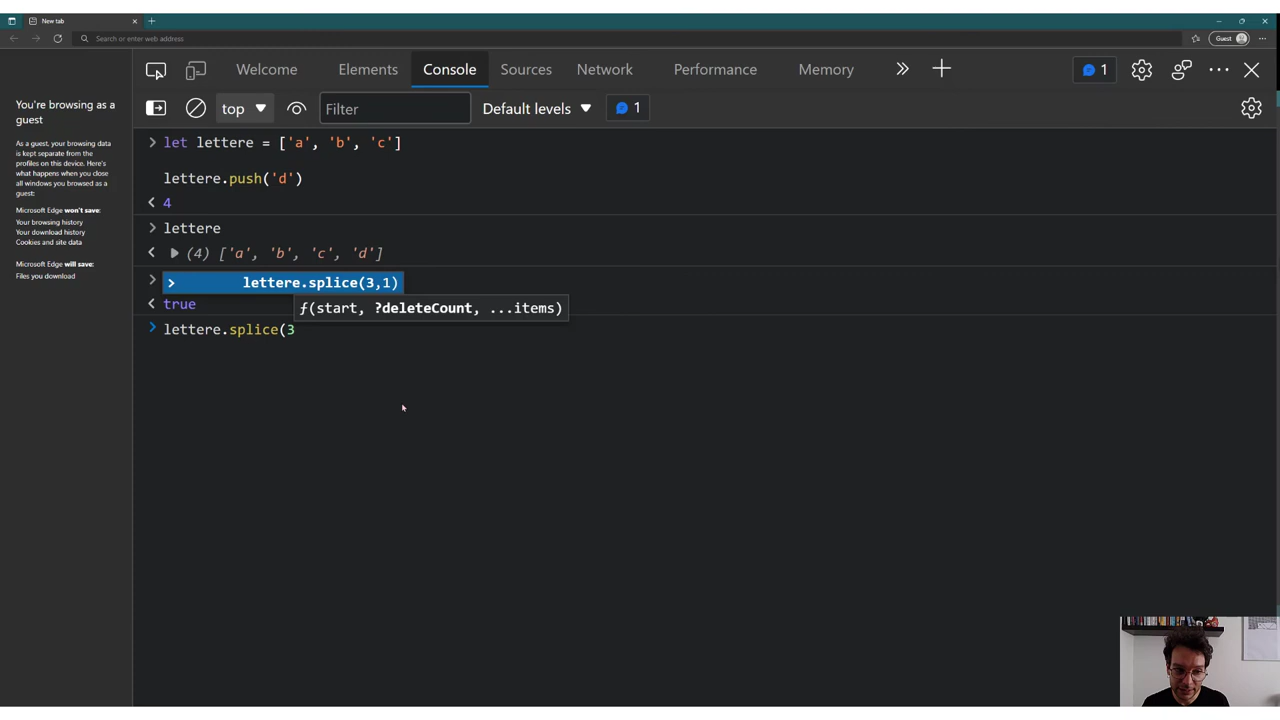 New tab
Search or enter web address
Guest
You're browsing as a
guest
As a guest, your browsing data
is kept separate from the
profiles on this device. Here's
what happens when you close
all windows you browsed as a
guest:
Microsoft Edge won't save:
Your browsing history
Your download history
Cookies and site data
Microsoft Edge will save:
Files you download
Welcome Elements Console Sources Network Performance Memory 1
top Filter Default levels 1
> let lettere = ['a', 'b', 'c']
lettere.push('d')
< 4
> lettere
< (4) ['a', 'b', 'c', 'd']
> lettere.splice(3,1)
< true
ƒ(start, ?deleteCount, ...items)
> lettere.splice(3